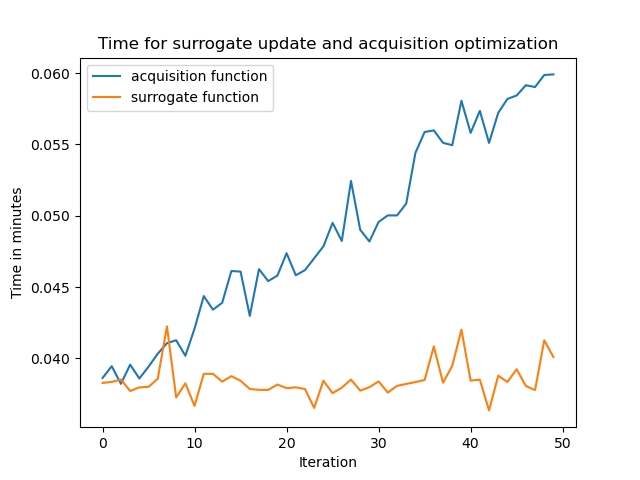 Time for surrogate update and acquisition optimization
acquisition function
surrogate function
0.060
0.055
0.050
0.045
0.040
Time in minutes
0 10 20 30 40 50
Iteration